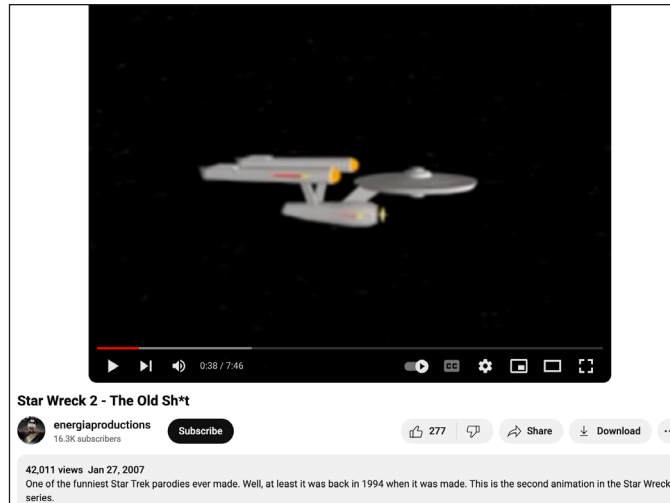 0:38 / 7:46
CC
Star Wreck 2 - The Old Sh*t
energiaproductions
16.3K subscribers
Subscribe
277
Share
Download
42,011 views Jan 27, 2007
One of the funniest Star Trek parodies ever made. Well, at least it was back in 1994 when it was made. This is the second animation in the Star Wreck
series.